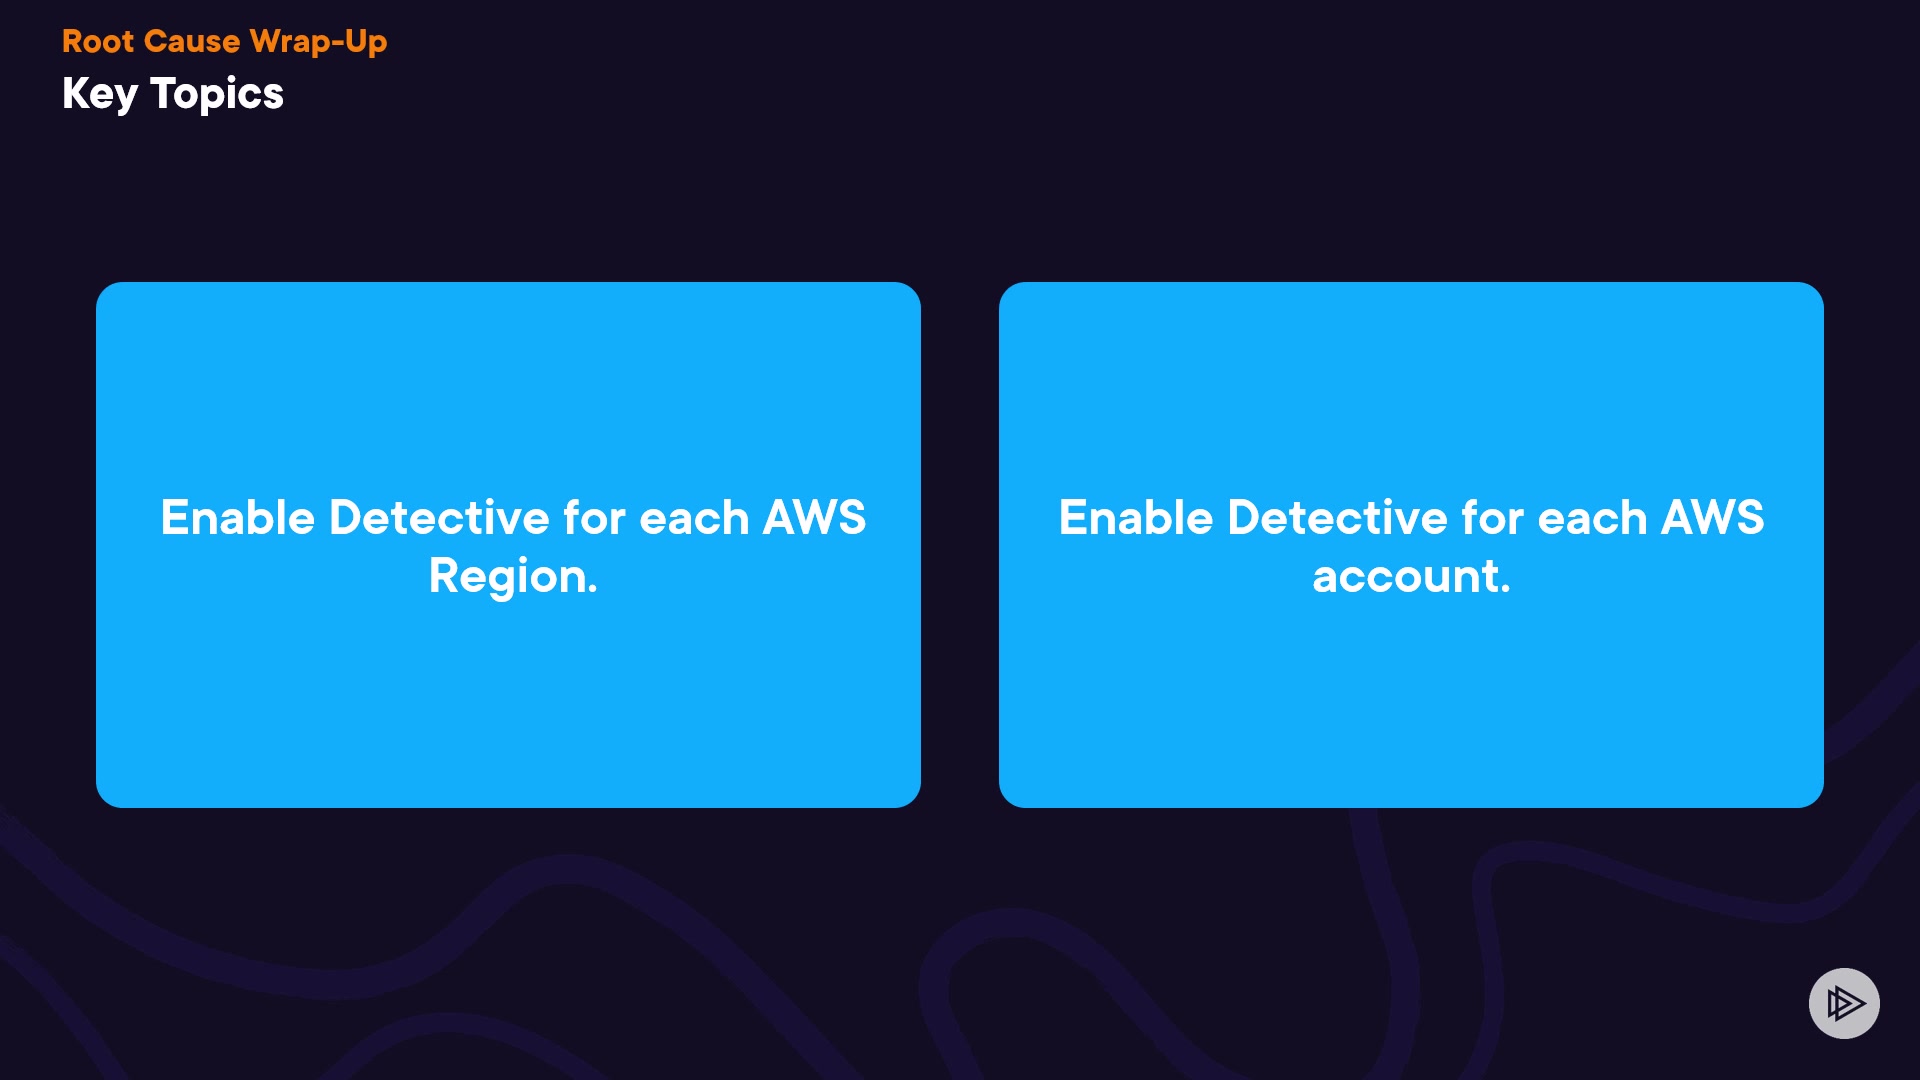 Root Cause Wrap-Up
Key Topics
Enable Detective for each AWS
Region.
Enable Detective for each AWS
account.